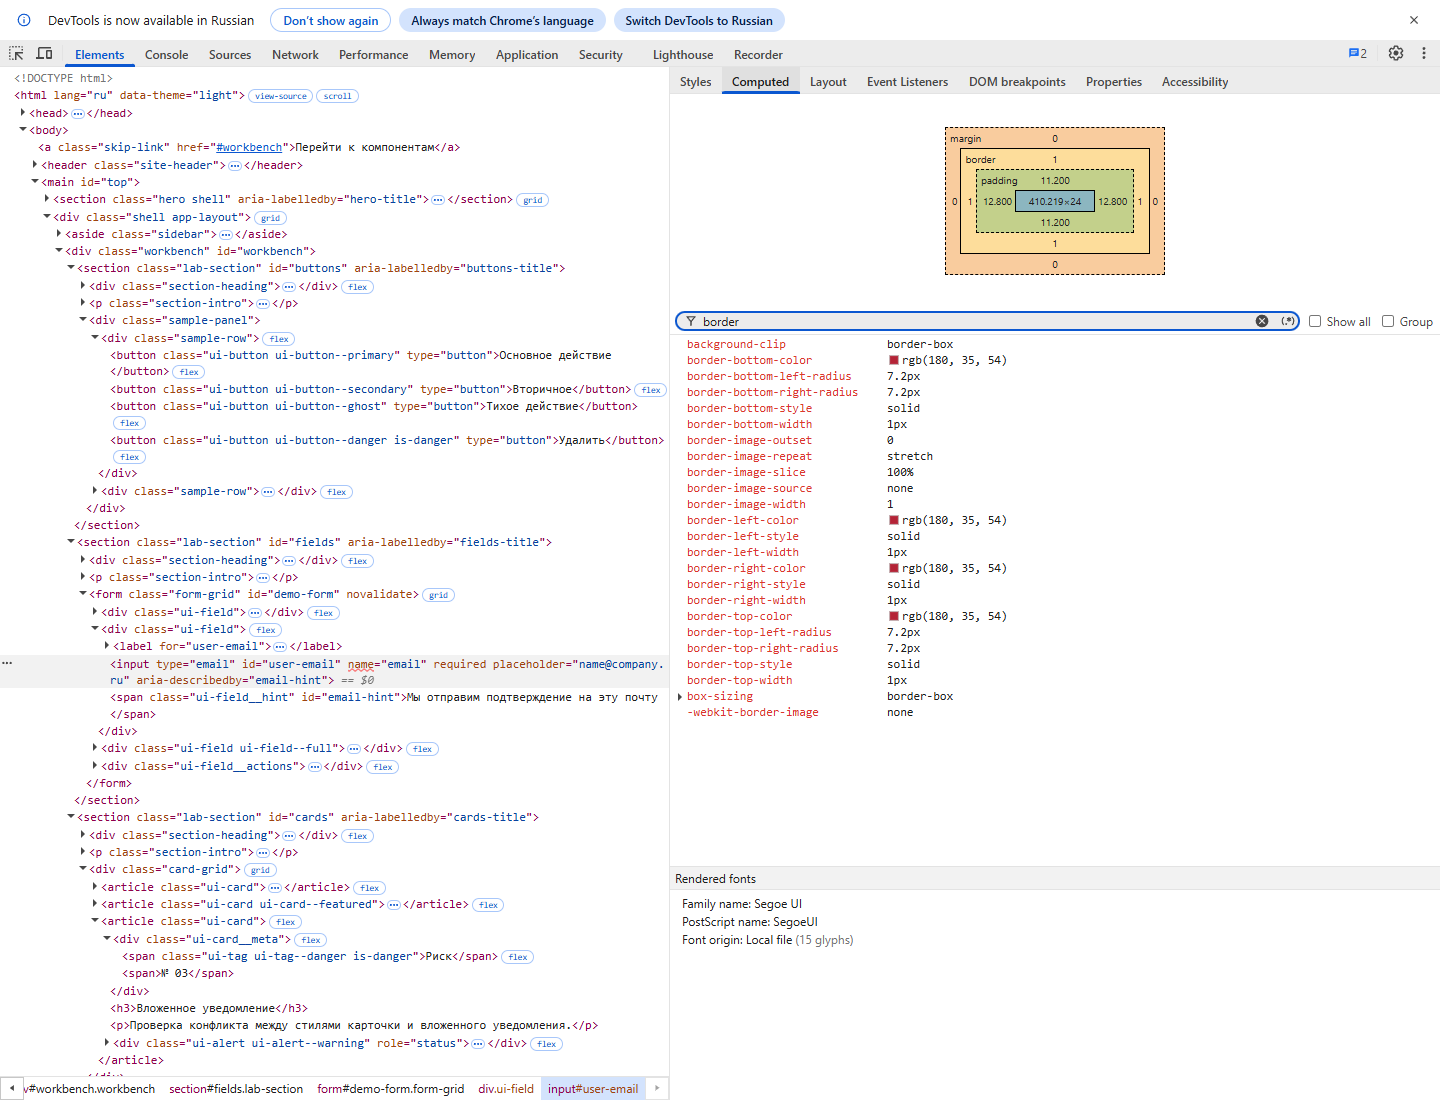 DevTools is now available in Russian Don't show again Always match Chrome's language Switch DevTools to Russian
Elements Console Sources Network Performance Memory Application Security Lighthouse Recorder 2
<!DOCTYPE html>
<html lang="ru" data-theme="light"> view-source scroll
<head> </head>
<body>
<a class="skip-link" href="#workbench">Перейти к компонентам</a>
<header class="site-header"> </header>
<main id="top">
<section class="hero shell" aria-labelledby="hero-title"> </section> grid
<div class="shell app-layout"> grid
<aside class="sidebar"> </aside>
<div class="workbench" id="workbench">
<section class="lab-section" id="buttons" aria-labelledby="buttons-title">
<div class="section-heading"> </div> flex
<p class="section-intro"> </p>
<div class="sample-panel">
<div class="sample-row"> flex
<button class="ui-button ui-button--primary" type="button">Основное действие
</button> flex
<button class="ui-button ui-button--secondary" type="button">Вторичное</button> flex
<button class="ui-button ui-button--ghost" type="button">Тихое действие</button>
flex
<button class="ui-button ui-button--danger is-danger" type="button">Удалить</button>
flex
</div>
<div class="sample-row"> </div> flex
</div>
</section>
<section class="lab-section" id="fields" aria-labelledby="fields-title">
<div class="section-heading"> </div> flex
<p class="section-intro"> </p>
<form class="form-grid" id="demo-form" novalidate> grid
<div class="ui-field"> </div> flex
<div class="ui-field"> flex
<label for="user-email"> </label>
<input type="email" id="user-email" name="email" required placeholder="name@company.
ru" aria-describedby="email-hint"> == $0
<span class="ui-field__hint" id="email-hint">Мы отправим подтверждение на эту почту
</span>
</div>
<div class="ui-field ui-field--full"> </div> flex
<div class="ui-field__actions"> </div> flex
</form>
</section>
<section class="lab-section" id="cards" aria-labelledby="cards-title">
<div class="section-heading"> </div> flex
<p class="section-intro"> </p>
<div class="card-grid"> grid
<article class="ui-card"> </article> flex
<article class="ui-card ui-card--featured"> </article> flex
<article class="ui-card"> flex
<div class="ui-card__meta"> flex
<span class="ui-tag ui-tag--danger is-danger">Риск</span> flex
<span>№ 03</span>
</div>
<h3>Вложенное уведомление</h3>
<p>Проверка конфликта между стилями карточки и вложенного уведомления.</p>
<div class="ui-alert ui-alert--warning" role="status"> </div> flex
</article>
</div>
v#workbench.workbench section#fields.lab-section form#demo-form.form-grid div.ui-field input#user-email
Styles Computed Layout Event Listeners DOM breakpoints Properties Accessibility
margin 0
border 1
padding 11.200
0 1 12.800 410.219×24 12.800 1 0
11.200
1
0
border (.*) Show all Group
background-clip border-box
border-bottom-color rgb(180, 35, 54)
border-bottom-left-radius 7.2px
border-bottom-right-radius 7.2px
border-bottom-style solid
border-bottom-width 1px
border-image-outset 0
border-image-repeat stretch
border-image-slice 100%
border-image-source none
border-image-width 1
border-left-color rgb(180, 35, 54)
border-left-style solid
border-left-width 1px
border-right-color rgb(180, 35, 54)
border-right-style solid
border-right-width 1px
border-top-color rgb(180, 35, 54)
border-top-left-radius 7.2px
border-top-right-radius 7.2px
border-top-style solid
border-top-width 1px
box-sizing border-box
-webkit-border-image none
Rendered fonts
Family name: Segoe UI
PostScript name: SegoeUI
Font origin: Local file (15 glyphs)